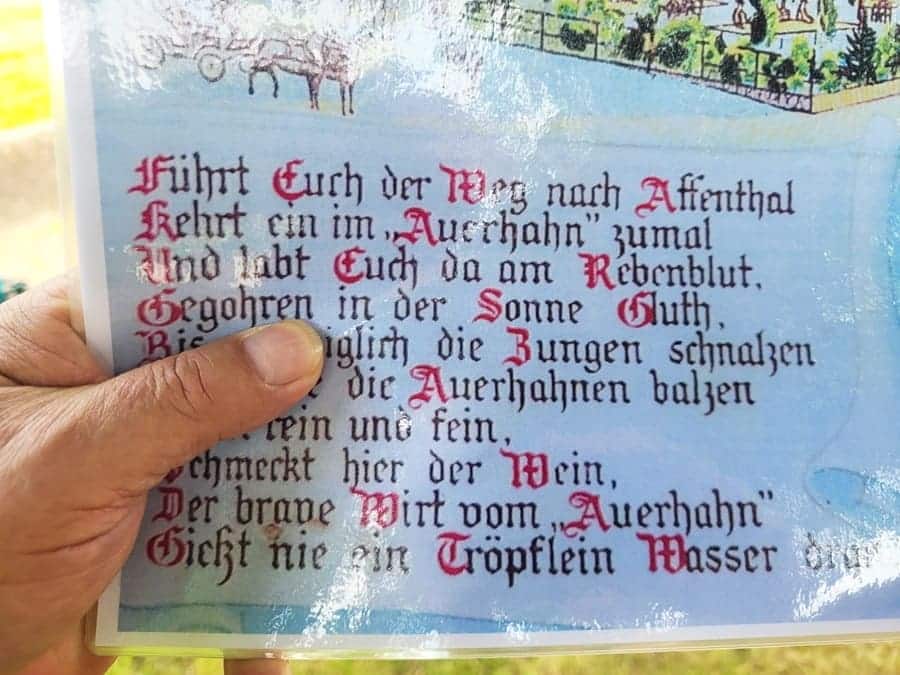 Führt Euch der Weg nach Affenthal
Kehrt ein im „Auerhahn" zumal
Und labt Euch da am Rebenblut,
Gegohren in der Sonne Gluth,
Bis die Zungen schnalzen
die Auerhahnen balzen
rein und fein,
Schmeckt hier der Wein,
Der brave Wirt vom „Auerhahn"
Gießt nie ein Tröpflein Wasser